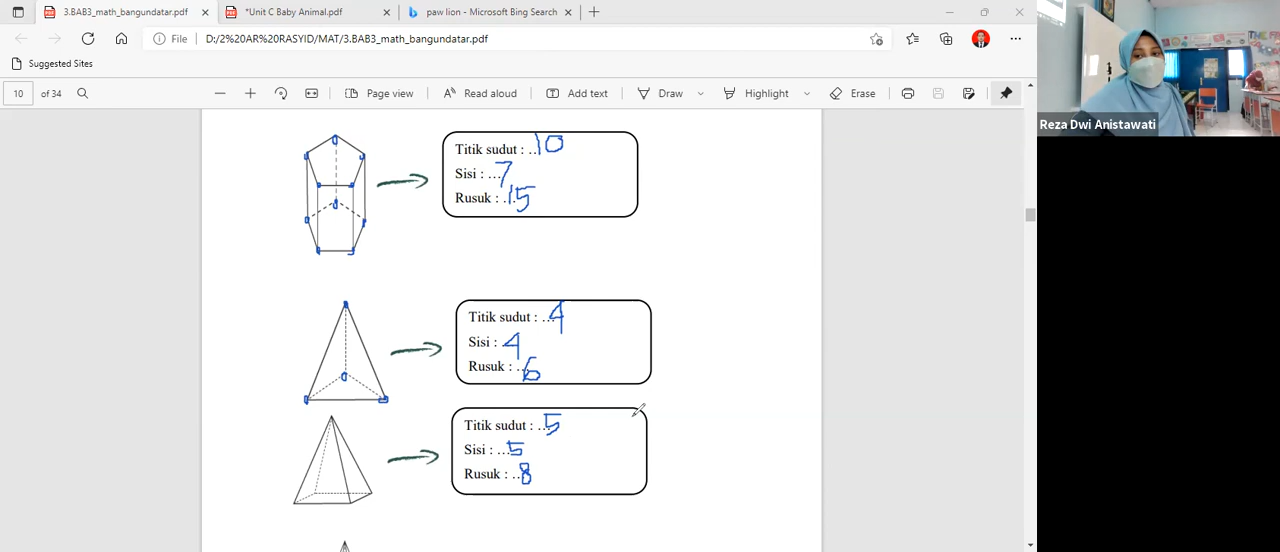 3.BAB3_math_bangundatar.pdf
*Unit C Baby Animal.pdf
paw lion - Microsoft Bing Search
File
D:/2%20AR%20RASYID/MAT/3.BAB3_math_bangundatar.pdf
Suggested Sites
10 of 34
Page view
Read aloud
Add text
Draw
Highlight
Erase
Titik sudut : ..10
Sisi : ...7
Rusuk : ..15
Titik sudut : ...4
Sisi : ..4
Rusuk : ..6
Titik sudut : ...5
Sisi : ...5
Rusuk : ..8
Reza Dwi Anistawati